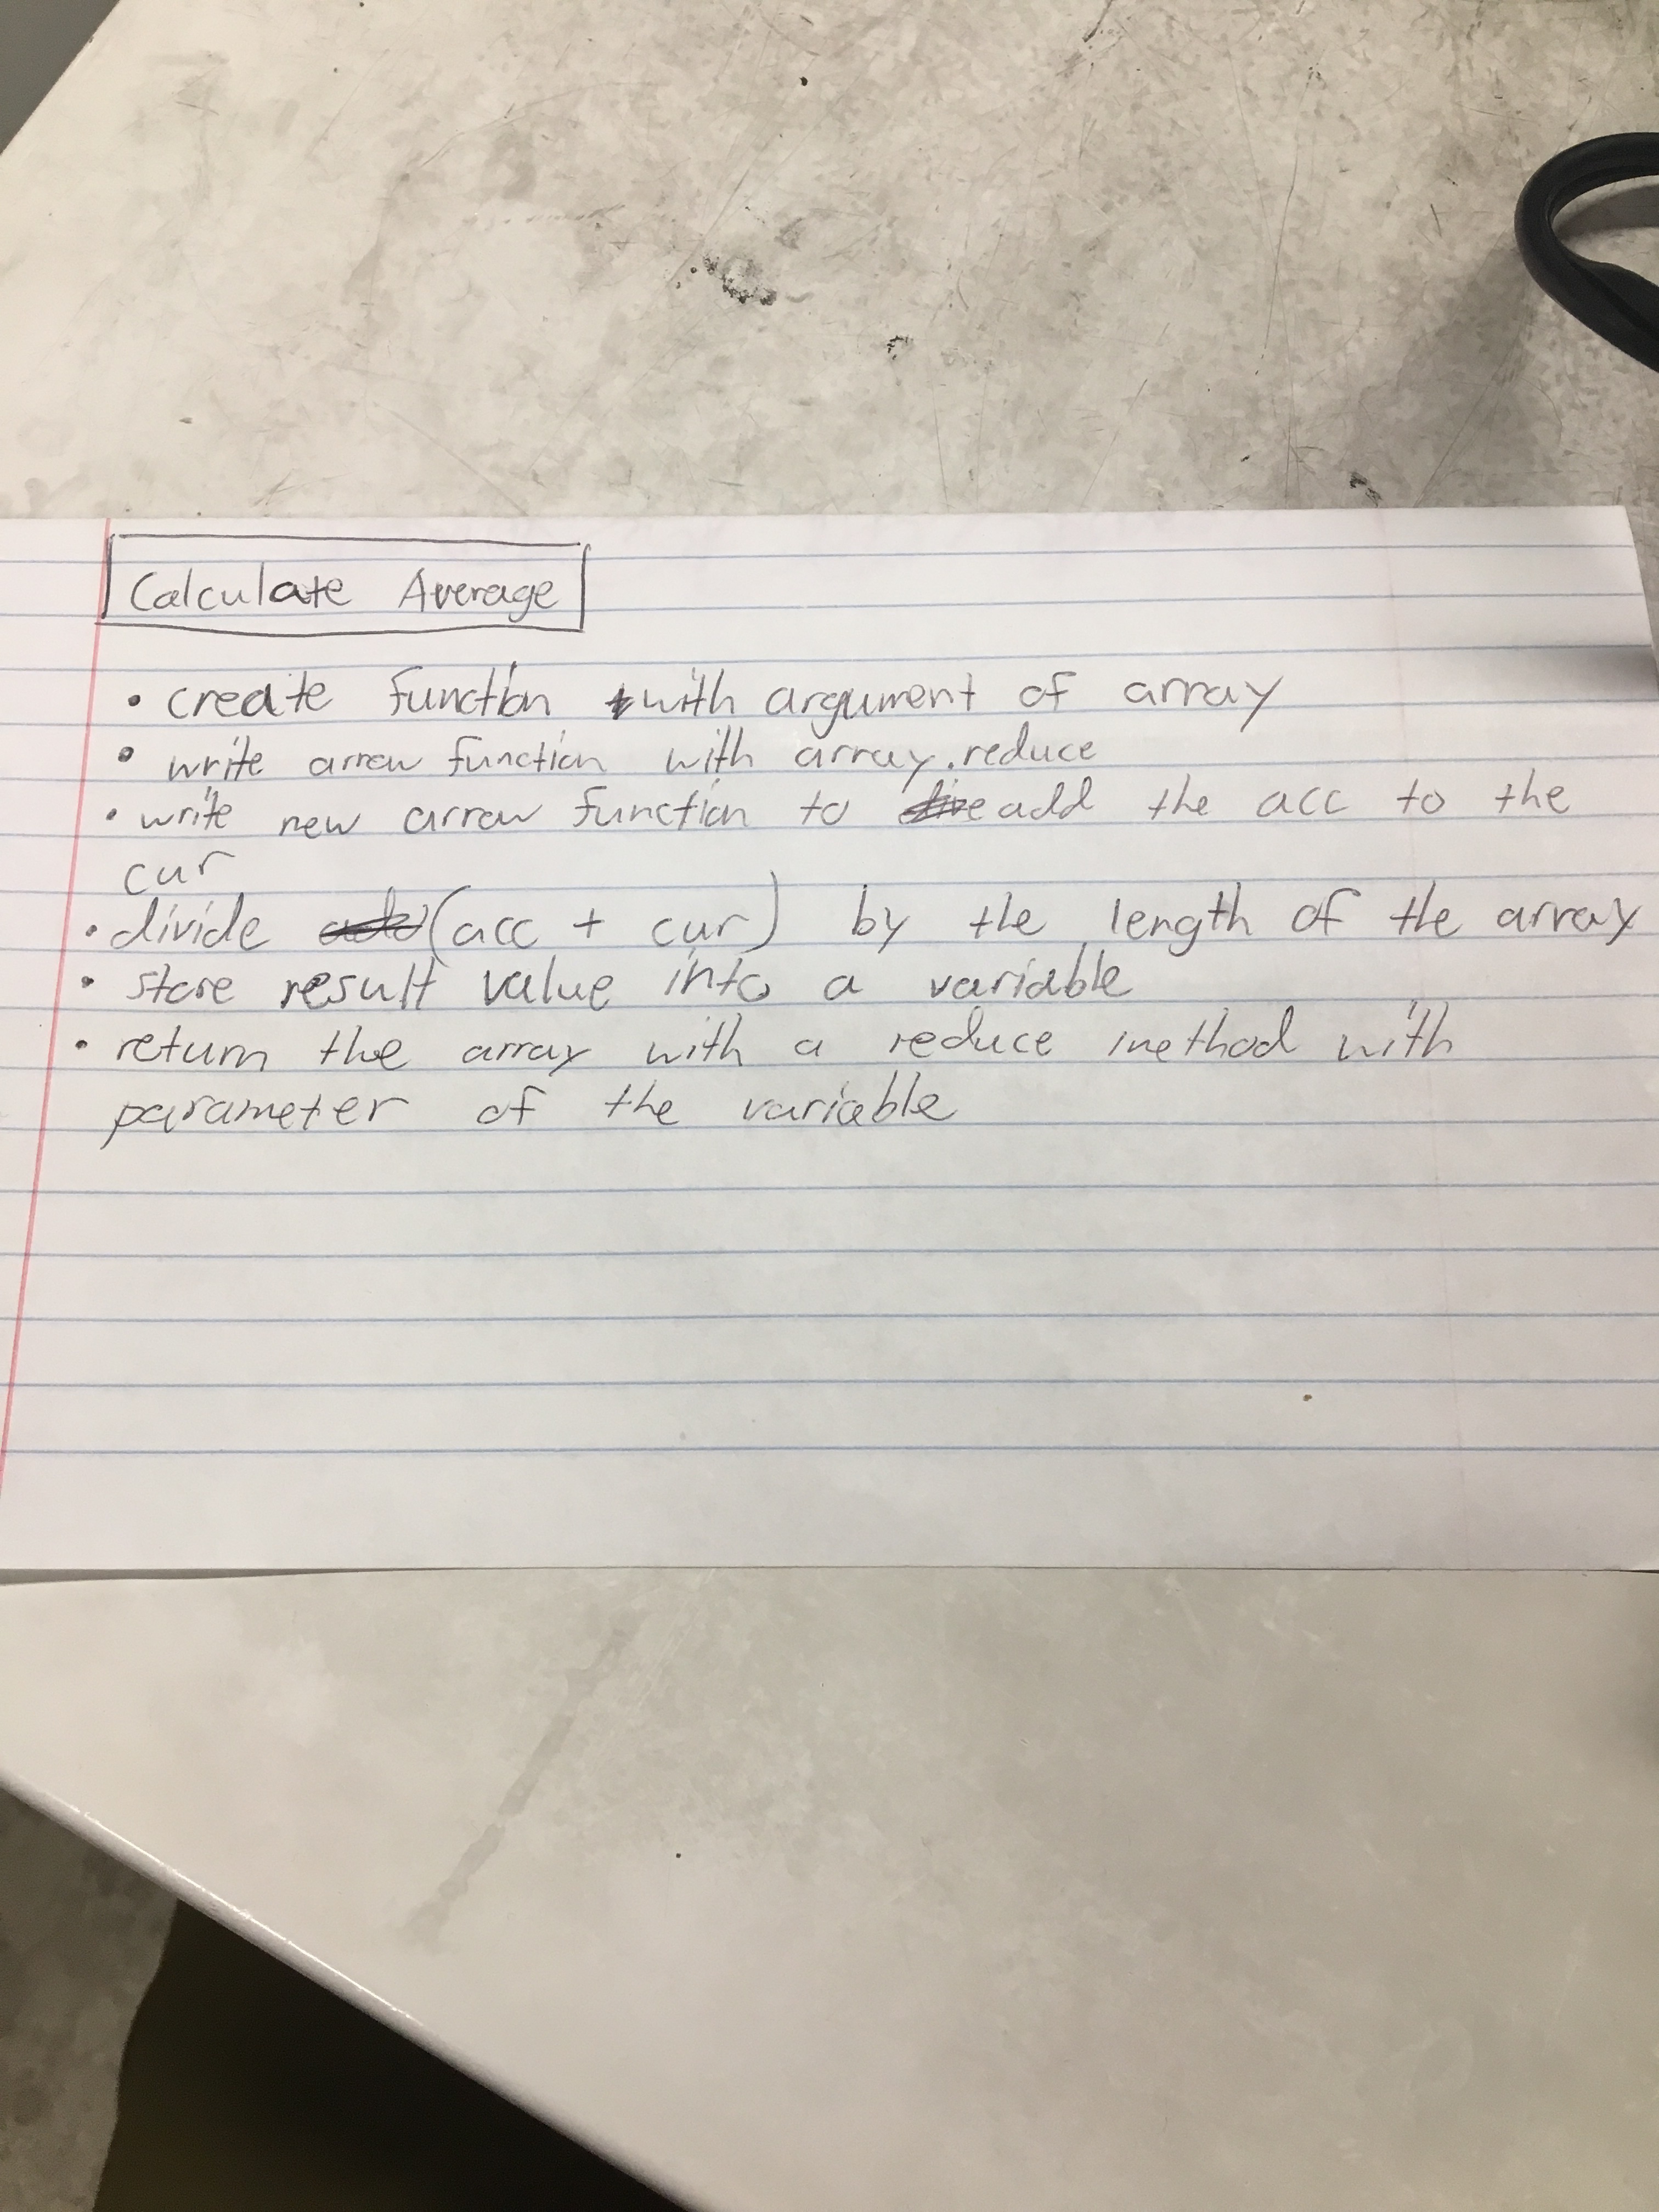 Calculate Average
• create function with argument of array
• write arrow function with array.reduce
• write new arrow function to add the acc to the
cur
• divide (acc + cur) by the length of the array
• store result value into a variable
• return the array with a reduce method with
parameter of the variable